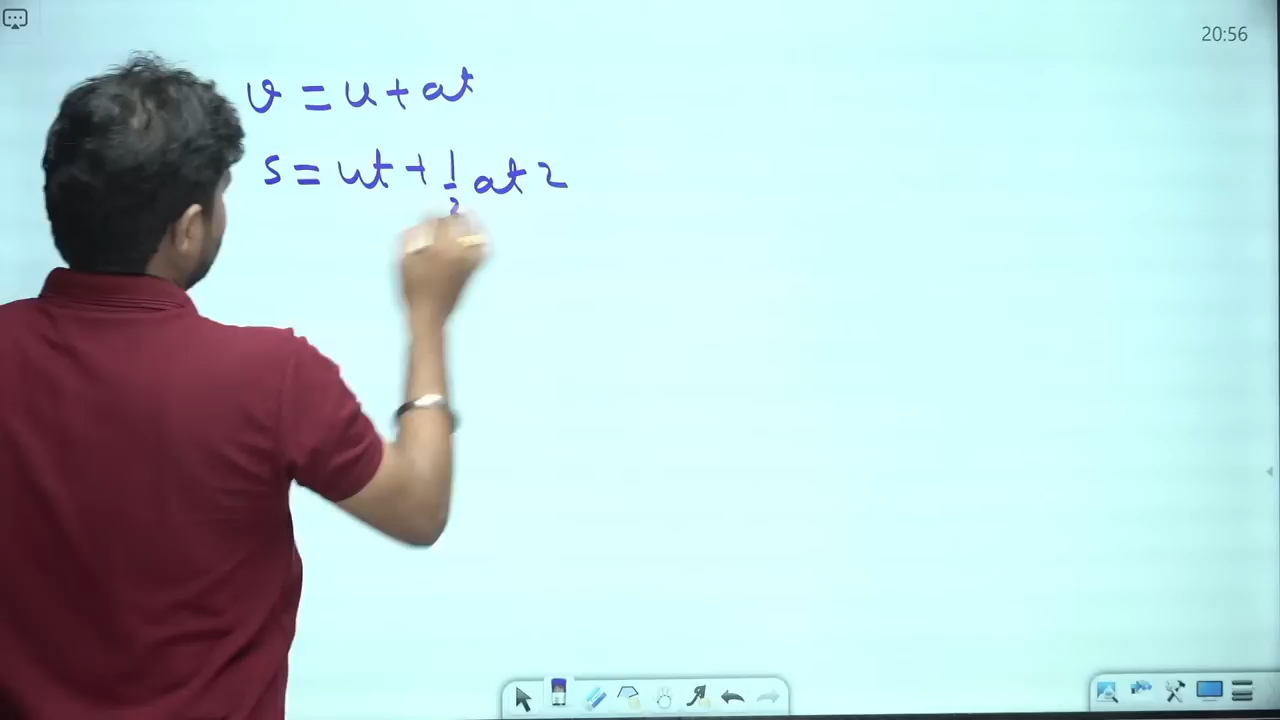 20:56
v = u + at
s = ut + 1/2 at 2